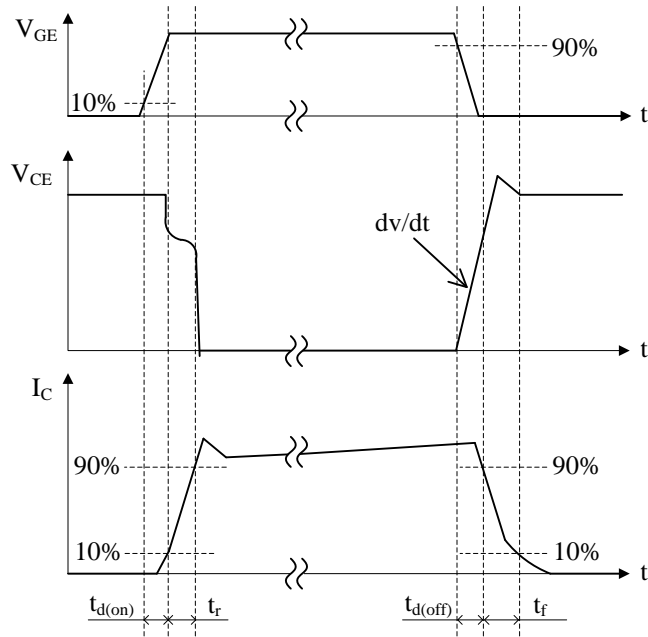 V_GE
90%
10%
t
V_CE
dv/dt
t
I_C
90%
90%
10%
10%
t
t_d(on)
t_r
t_d(off)
t_f